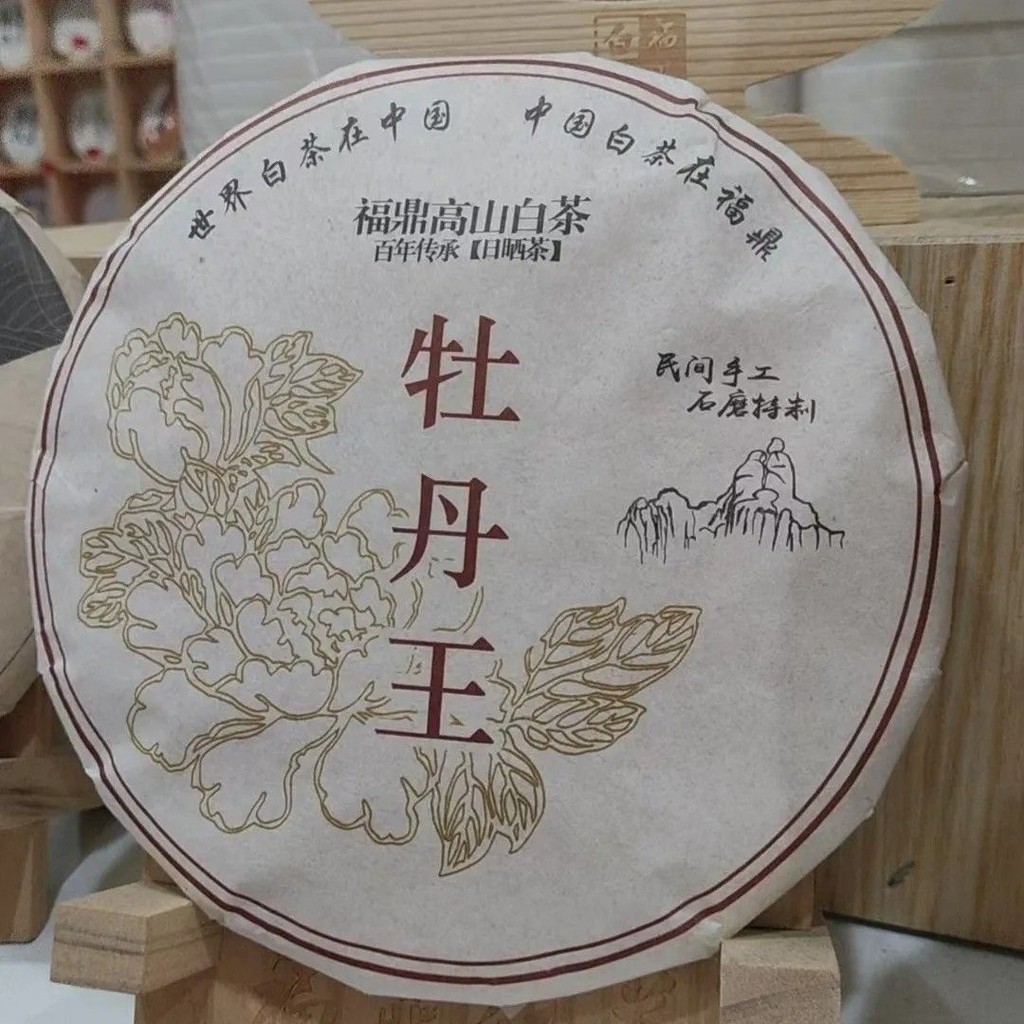 世界白茶在中国 中国白茶在福鼎
福鼎高山白茶
百年传承【日晒茶】
牡丹王
民间手工
石磨特制